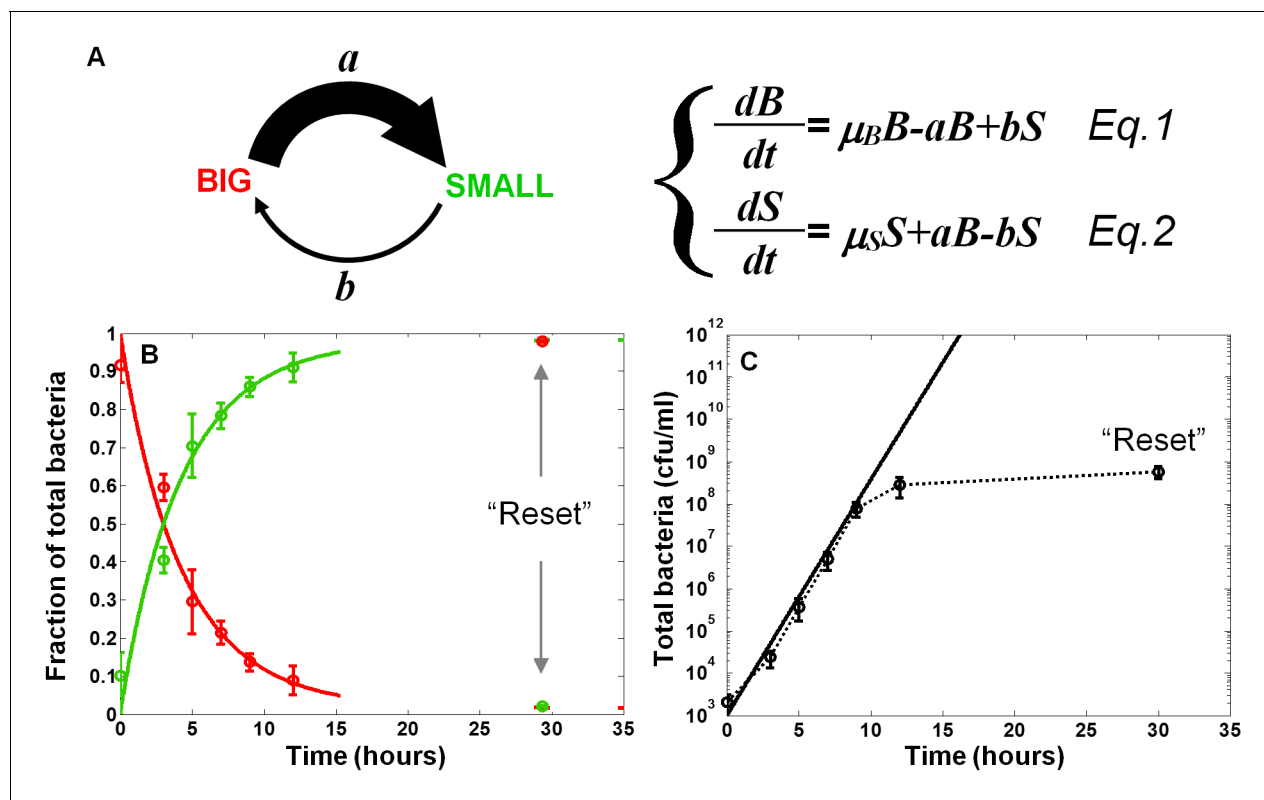 A
a
BIG
SMALL
b
dB/dt = μBB-aB+bS Eq.1
dS/dt = μSS+aB-bS Eq.2
B
Fraction of total bacteria
1
0.9
0.8
0.7
0.6
0.5
0.4
0.3
0.2
0.1
0
"Reset"
0 5 10 15 20 25 30 35
Time (hours)
C
Total bacteria (cfu/ml)
10^12
10^11
10^10
10^9
10^8
10^7
10^6
10^5
10^4
10^3
"Reset"
0 5 10 15 20 25 30 35
Time (hours)